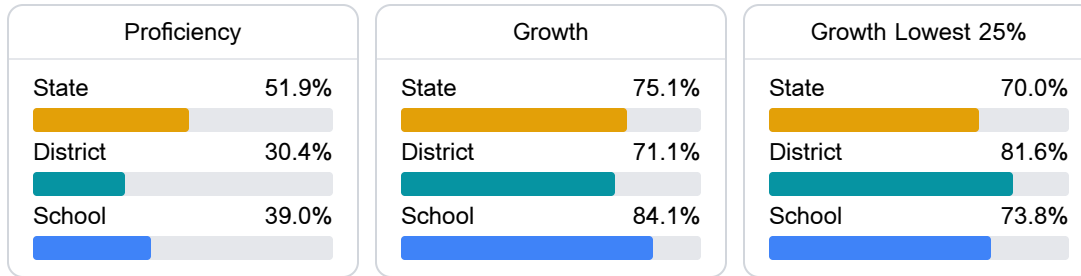 Proficiency
State 51.9%
District 30.4%
School 39.0%
Growth
State 75.1%
District 71.1%
School 84.1%
Growth Lowest 25%
State 70.0%
District 81.6%
School 73.8%